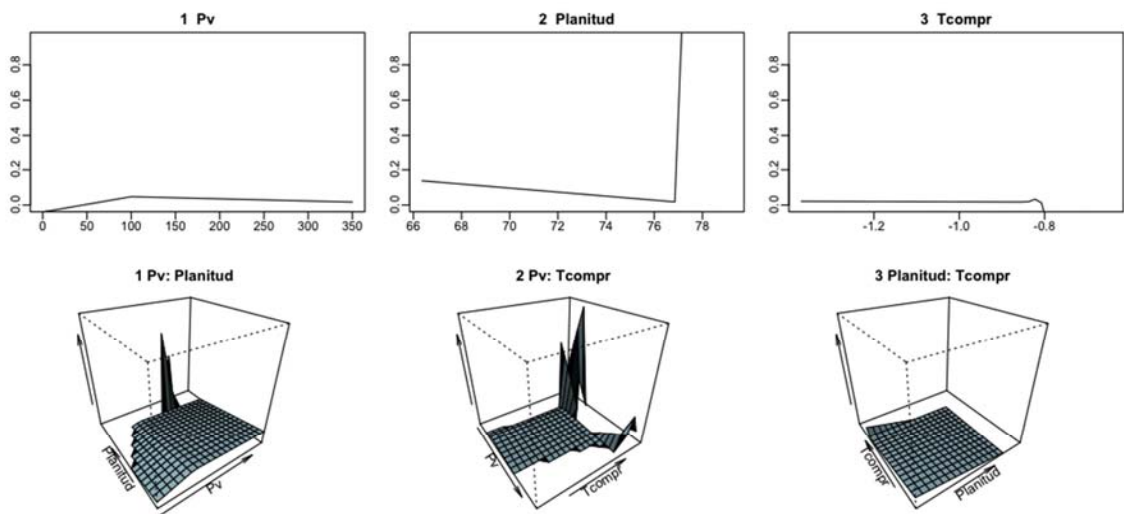 1 Pv
2 Planitud
3 Tcompr
0.8
0.6
0.4
0.2
0.0
0 50 100 150 200 250 300 350
0.8
0.6
0.4
0.2
0.0
66 68 70 72 74 76 78
0.8
0.6
0.4
0.2
0.0
-1.2 -1.0 -0.8
1 Pv: Planitud
2 Pv: Tcompr
3 Planitud: Tcompr
Planitud
Pv
Pv
Tcompr
Tcompr
Planitud